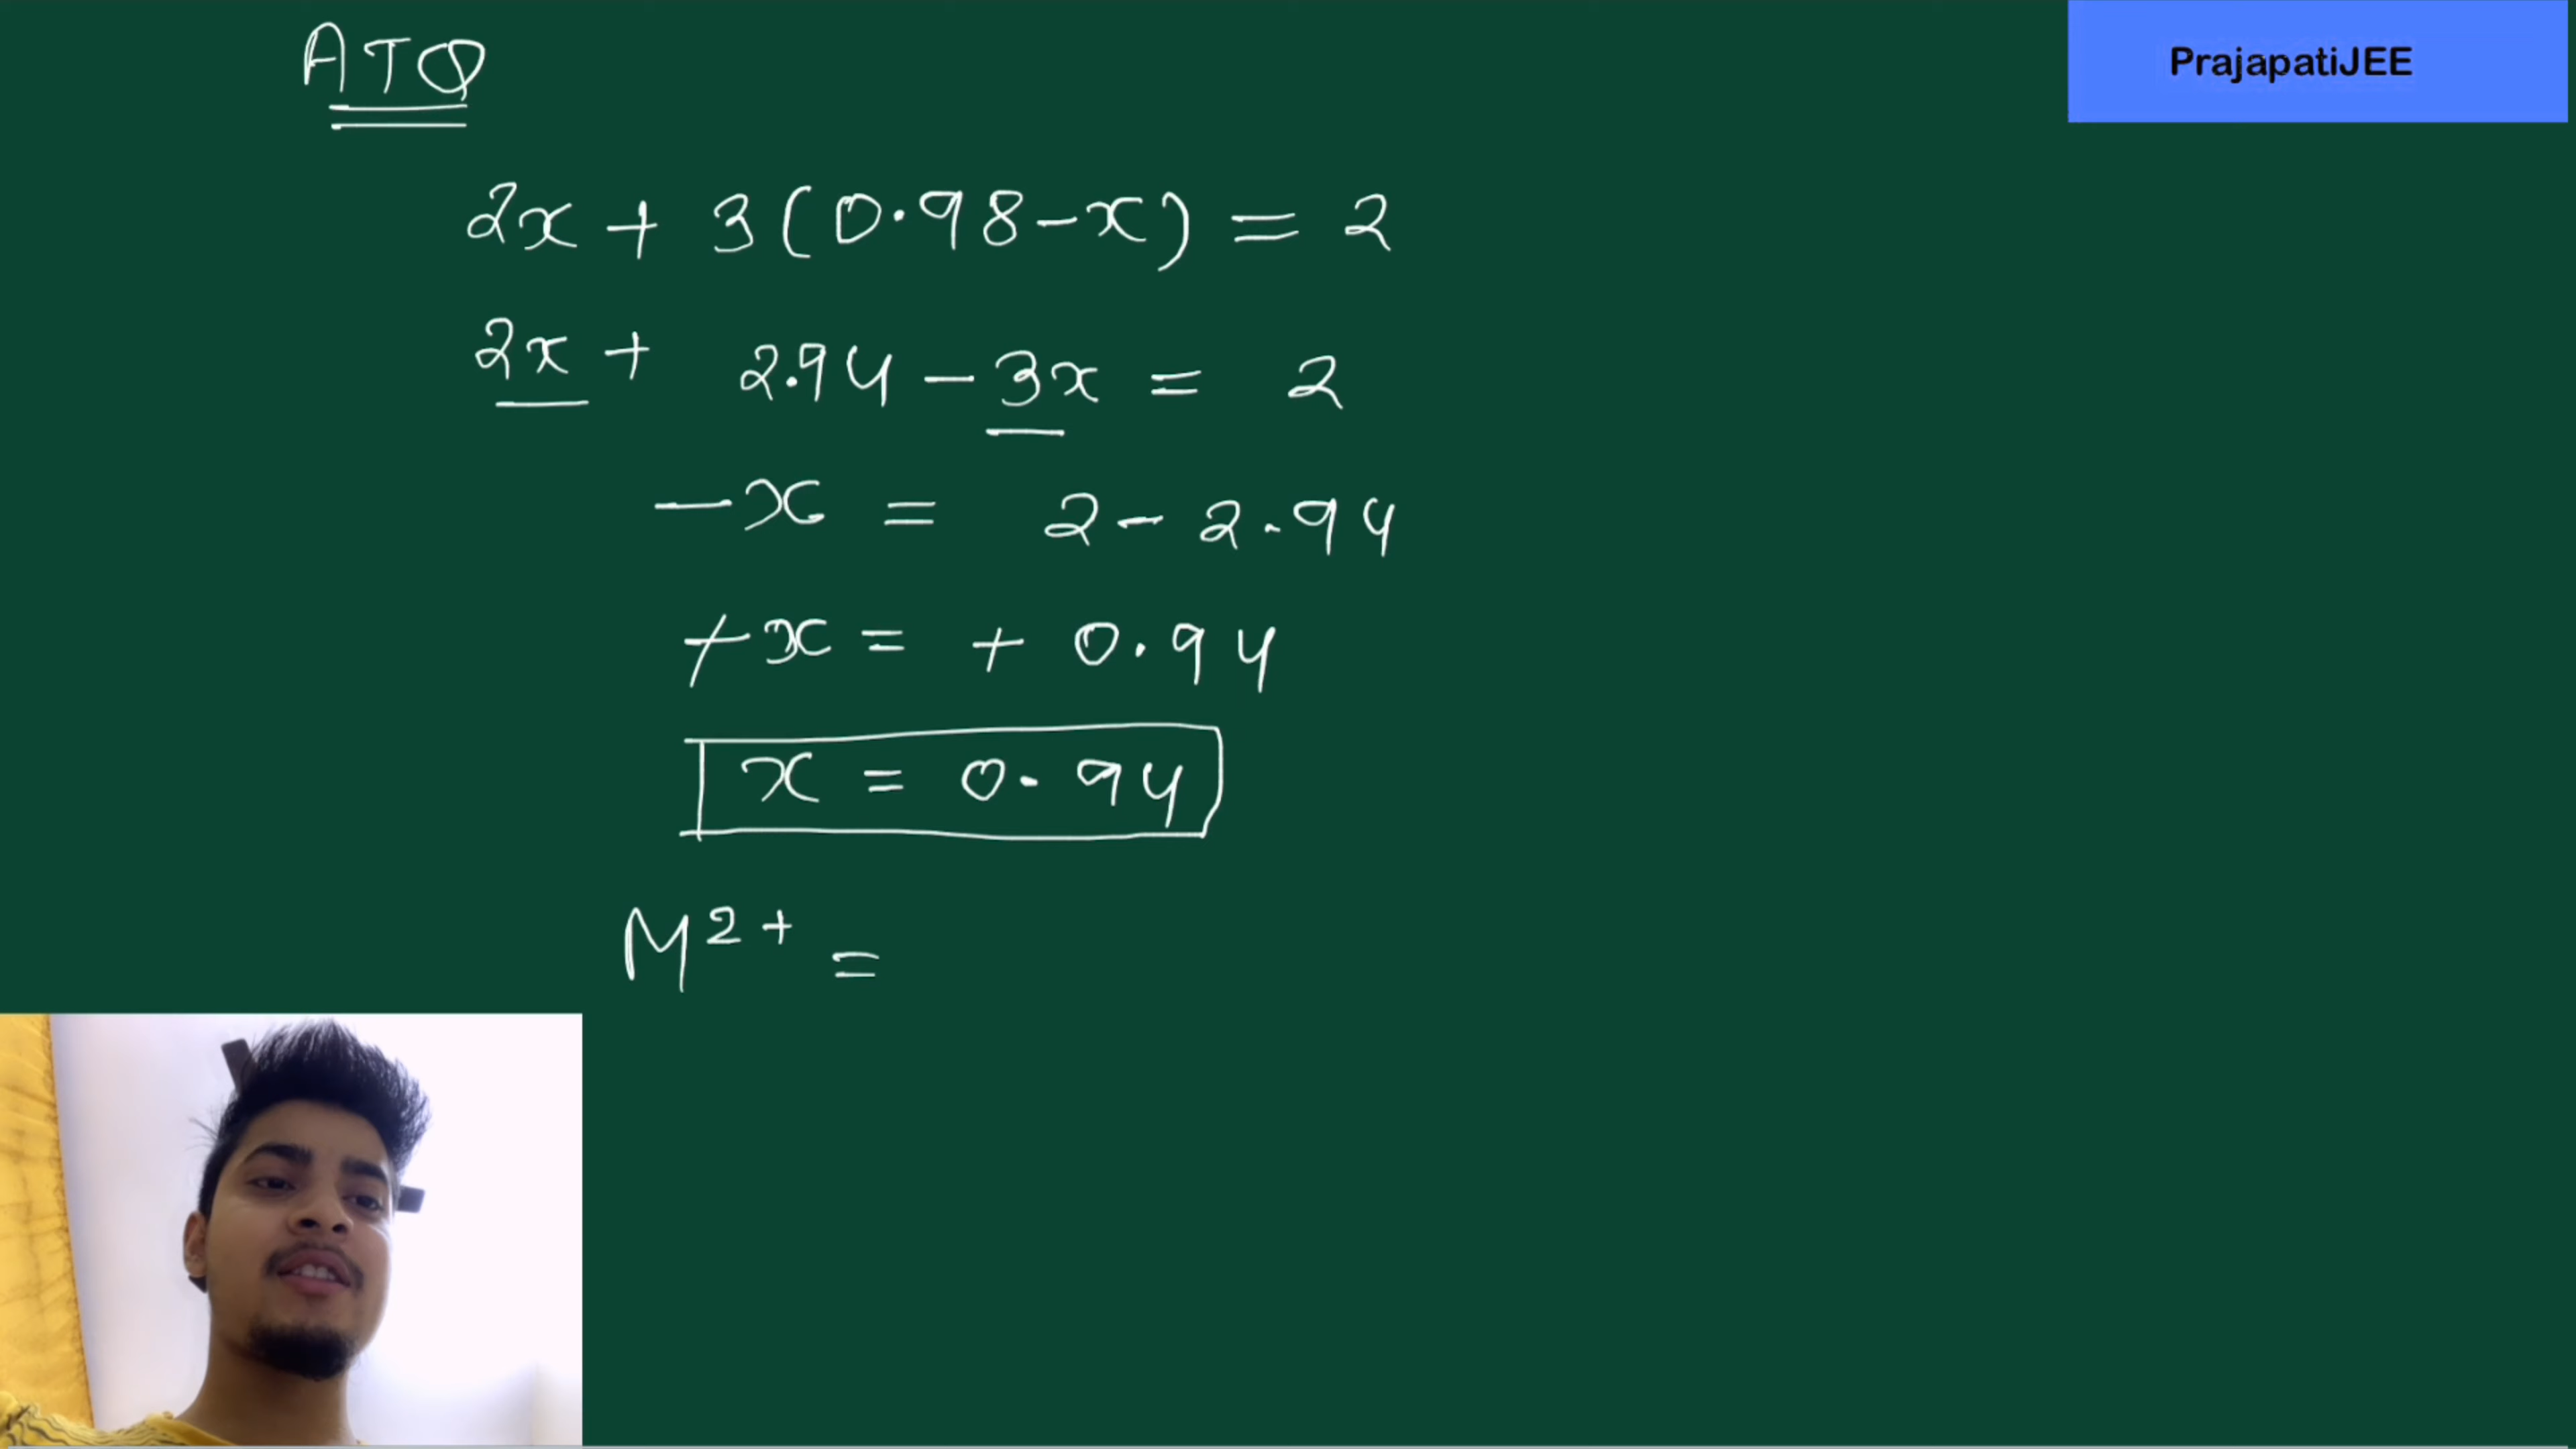 ATQ
PrajapatiJEE
2x + 3(0.98-x) = 2
2x + 2.94 - 3x = 2
-x = 2 - 2.94
+x = + 0.94
x = 0.94
M²⁺ =